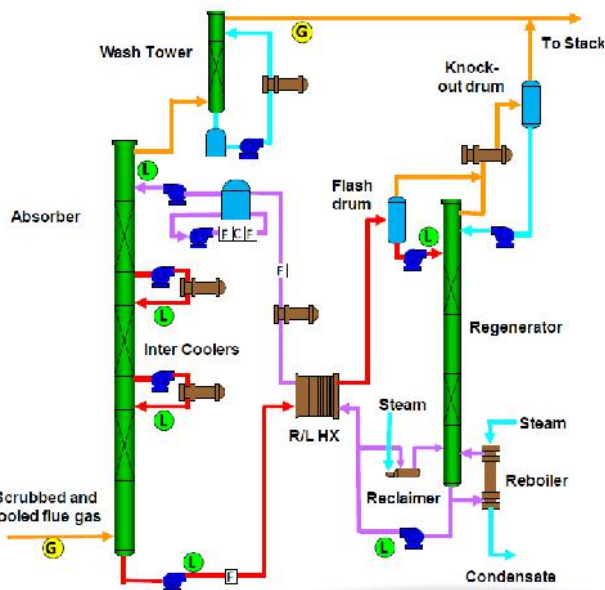 Wash Tower
G
To Stack
Knock-
out drum
L
Absorber
Flash
drum
L
F C F
F
L
Inter Coolers
Regenerator
L
R/L HX
Steam
Steam
Reclaimer
Reboiler
Scrubbed and
ooled flue gas
G
L
F
L
Condensate